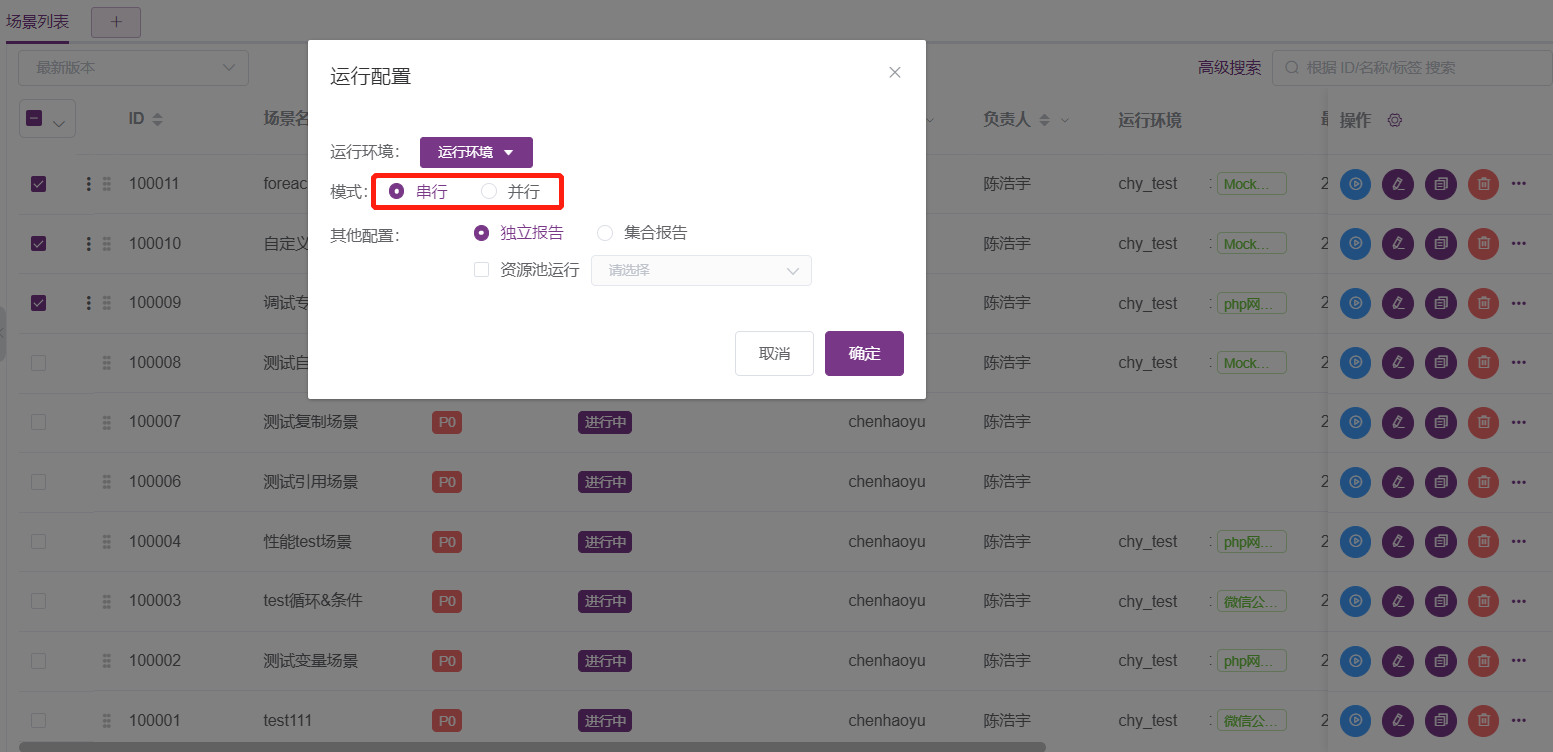 场景列表
+
最新版本
高级搜索
根据 ID/名称/标签 搜索
运行配置
ID
场景名
负责人
运行环境
操作
运行环境：
运行环境
模式：
串行
并行
其他配置：
独立报告
集合报告
资源池运行
请选择
取消
确定
100011 foreac 陈浩宇 chy_test : Mock... 2
100010 自定义 陈浩宇 chy_test : Mock... 2
100009 调试专 陈浩宇 chy_test : php网... 2
100008 测试自 陈浩宇 chy_test : Mock... 2
100007 测试复制场景 P0 进行中 chenhaoyu 陈浩宇 2
100006 测试引用场景 P0 进行中 chenhaoyu 陈浩宇 2
100004 性能test场景 P0 进行中 chenhaoyu 陈浩宇 chy_test : php网... 2
100003 test循环&条件 P0 进行中 chenhaoyu 陈浩宇 chy_test : 微信公... 2
100002 测试变量场景 P0 进行中 chenhaoyu 陈浩宇 chy_test : php网... 2
100001 test111 P0 进行中 chenhaoyu 陈浩宇 chy_test : 微信公... 2